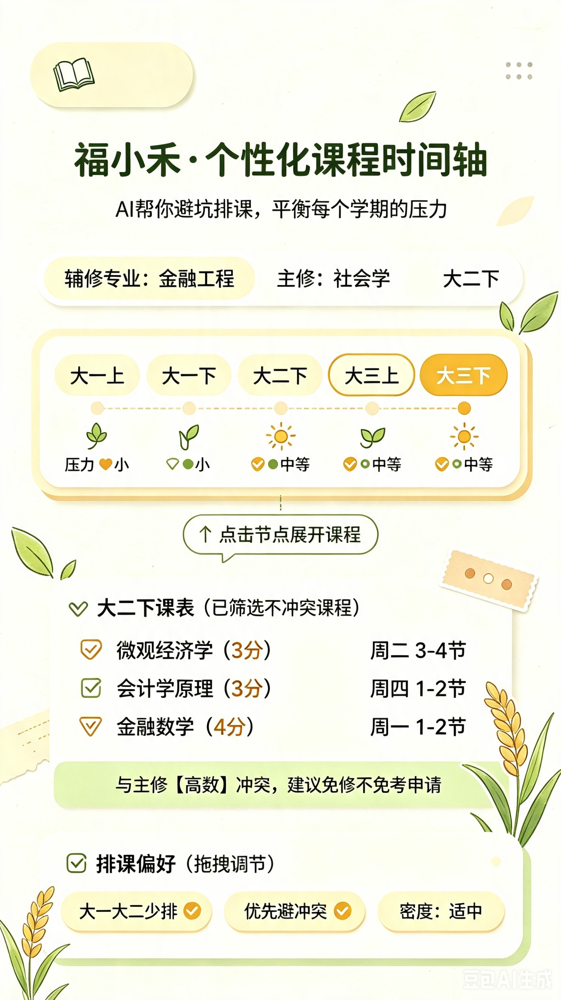 福小禾·个性化课程时间轴
AI帮你避坑排课，平衡每个学期的压力
辅修专业：金融工程 主修：社会学 大二下
大一上 大一下 大二下 大三上 大三下
压力 小 小 中等 中等 中等
↑ 点击节点展开课程
大二下课表（已筛选不冲突课程）
微观经济学（3分） 周二 3-4节
会计学原理（3分） 周四 1-2节
金融数学（4分） 周一 1-2节
与主修【高数】冲突，建议免修不免考申请
排课偏好（拖拽调节）
大一大二少排 优先避冲突 密度：适中
豆包AI生成